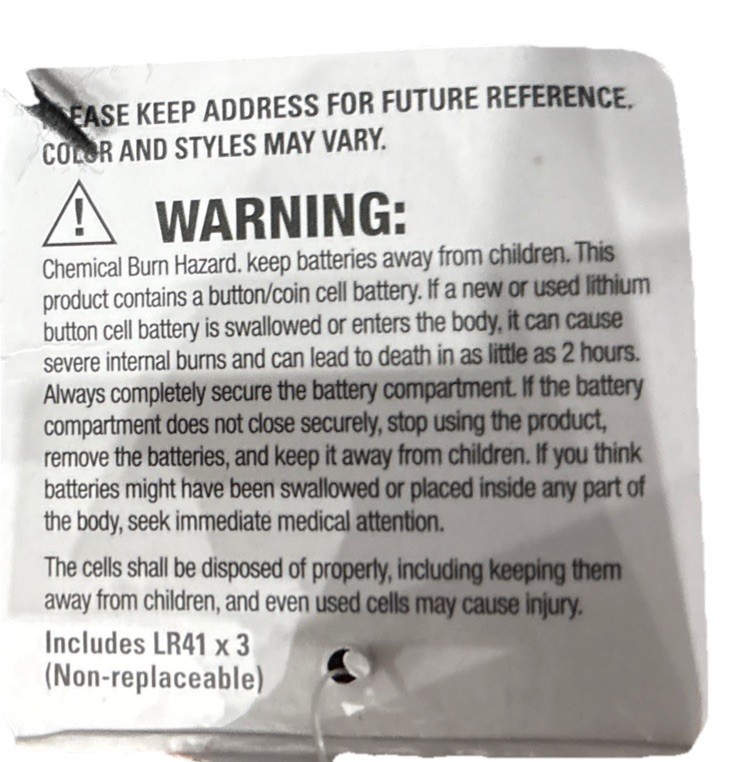 EASE KEEP ADDRESS FOR FUTURE REFERENCE.
COLOR AND STYLES MAY VARY.
WARNING:
Chemical Burn Hazard. keep batteries away from children. This
product contains a button/coin cell battery. If a new or used lithium
button cell battery is swallowed or enters the body, it can cause
severe internal burns and can lead to death in as little as 2 hours.
Always completely secure the battery compartment. If the battery
compartment does not close securely, stop using the product,
remove the batteries, and keep it away from children. If you think
batteries might have been swallowed or placed inside any part of
the body, seek immediate medical attention.
The cells shall be disposed of properly, including keeping them
away from children, and even used cells may cause injury.
Includes LR41 x 3
(Non-replaceable)